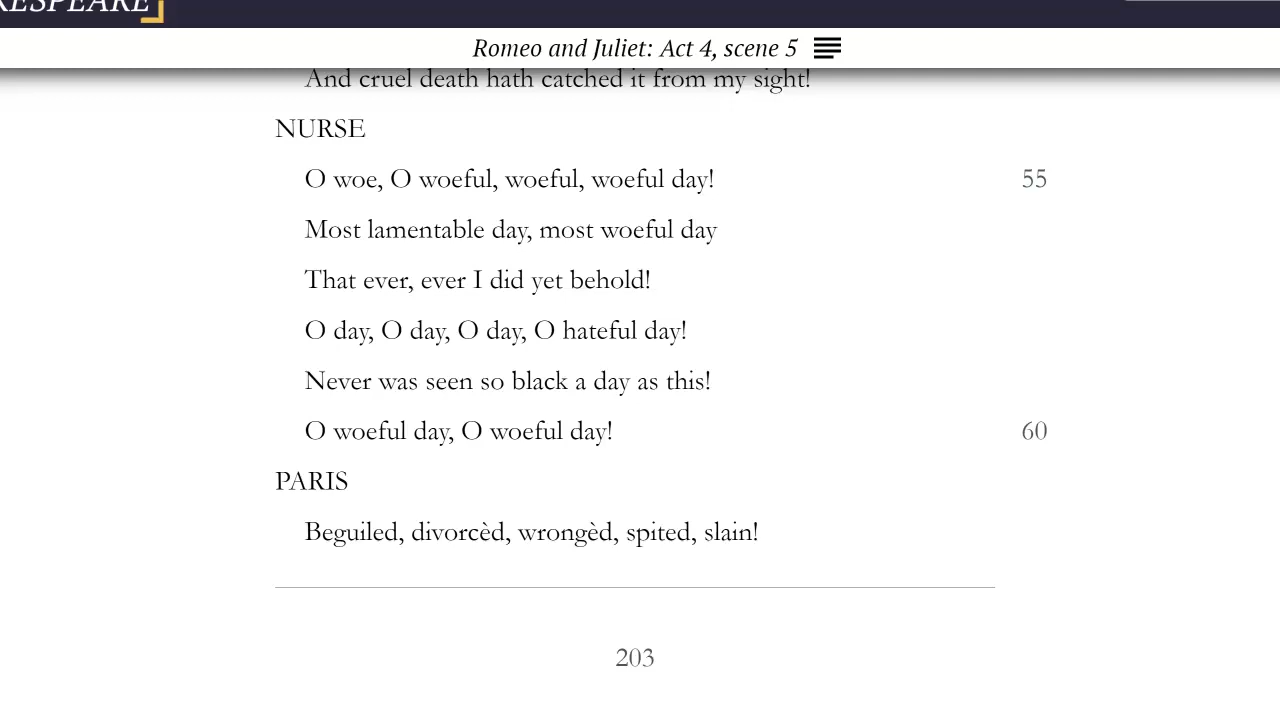 KESPEARE
Romeo and Juliet: Act 4, scene 5
And cruel death hath catched it from my sight!
NURSE
O woe, O woeful, woeful, woeful day! 55
Most lamentable day, most woeful day
That ever, ever I did yet behold!
O day, O day, O day, O hateful day!
Never was seen so black a day as this!
O woeful day, O woeful day! 60
PARIS
Beguiled, divorcèd, wrongèd, spited, slain!
203